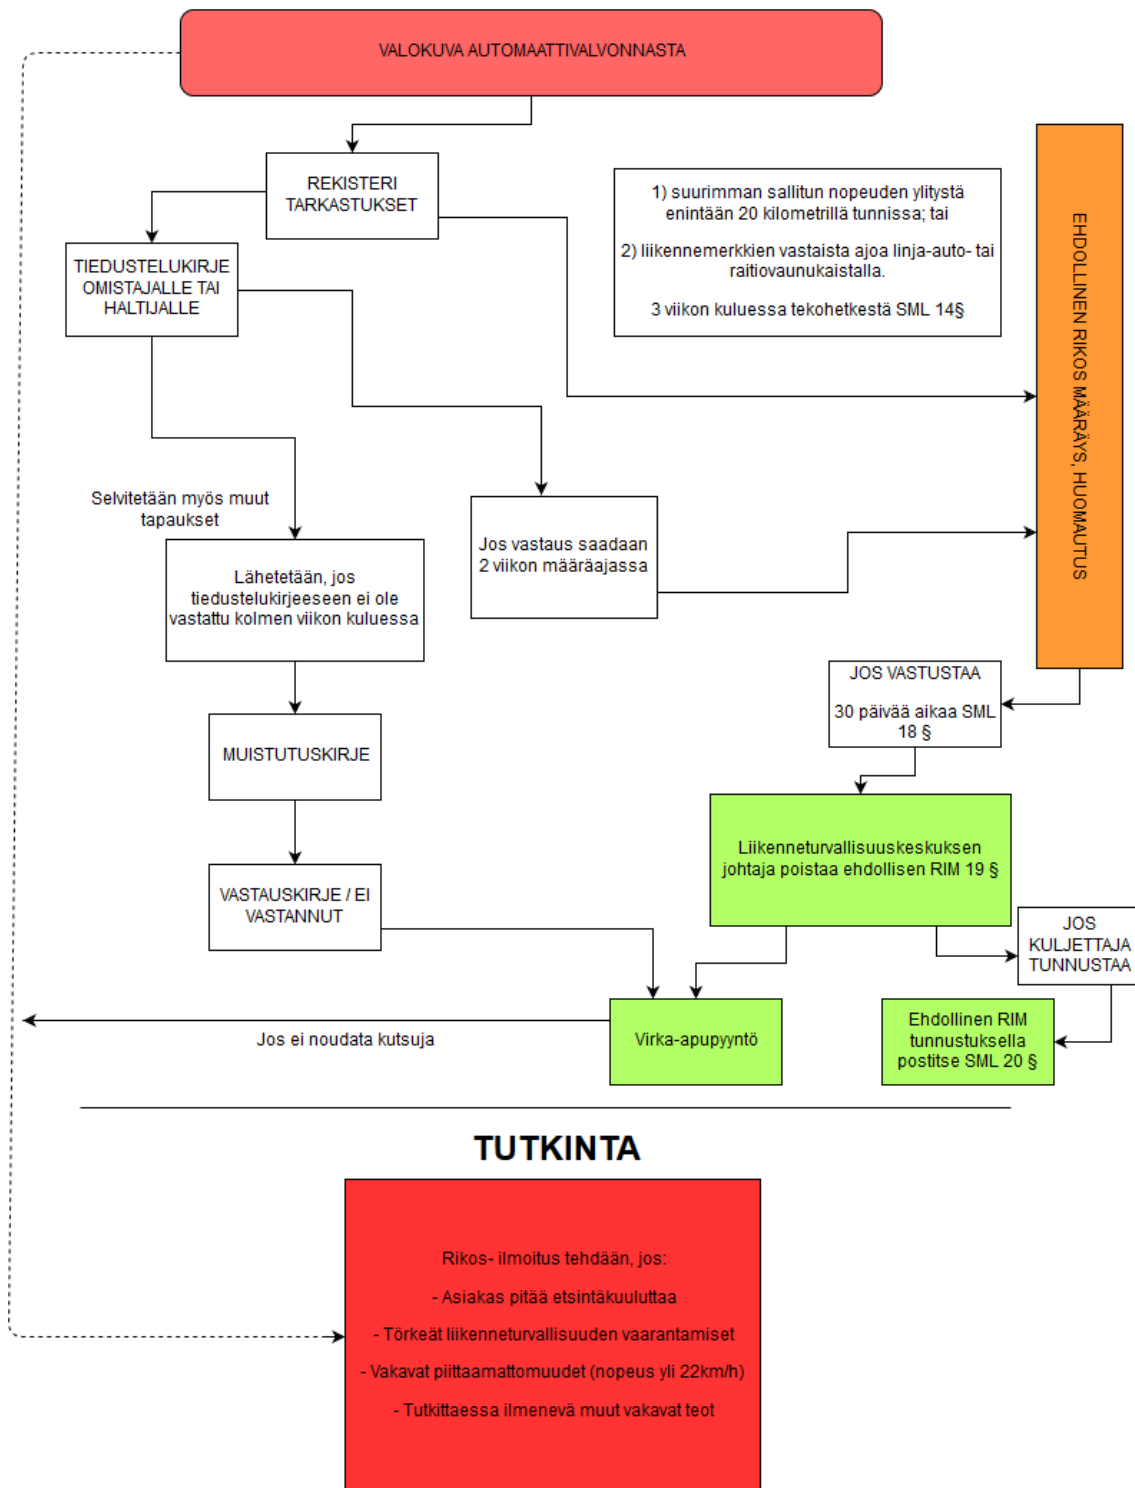 VALOKUVA AUTOMAATTIVALVONNASTA
REKISTERI
TARKASTUKSET
1) suurimman sallitun nopeuden ylitystä
enintään 20 kilometrillä tunnissa; tai
2) liikennemerkkien vastaista ajoa linja-auto- tai
raitiovaunukaistalla.
3 viikon kuluessa tekohetkestä SML 14§
EHDOLLINEN RIKOS MÄÄRÄYS, HUOMAUTUS
TIEDUSTELUKIRJE
OMISTAJALLE TAI
HALTIJALLE
Selvitetään myös muut
tapaukset
Jos vastaus saadaan
2 viikon määräajassa
Lähetetään, jos
tiedustelukirjeeseen ei ole
vastattu kolmen viikon kuluessa
JOS VASTUSTAA
30 päivää aikaa SML
18 §
MUISTUTUSKIRJE
Liikenneturvallisuuskeskuksen
johtaja poistaa ehdollisen RIM 19 §
VASTAUSKIRJE / EI
VASTANNUT
JOS
KULJETTAJA
TUNNUSTAA
Jos ei noudata kutsuja
Virka-apupyyntö
Ehdollinen RIM
tunnustuksella
postitse SML 20 §
TUTKINTA
Rikos- ilmoitus tehdään, jos:
- Asiakas pitää etsintäkuuluttaa
- Törkeät liikenneturvallisuuden vaarantamiset
- Vakavat piittaamattomuudet (nopeus yli 22km/h)
- Tutkittaessa ilmenevä muut vakavat teot